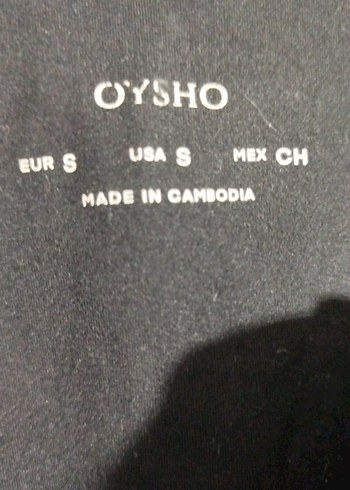 OYSHO
EUR S USA S MEX CH
MADE IN CAMBODIA